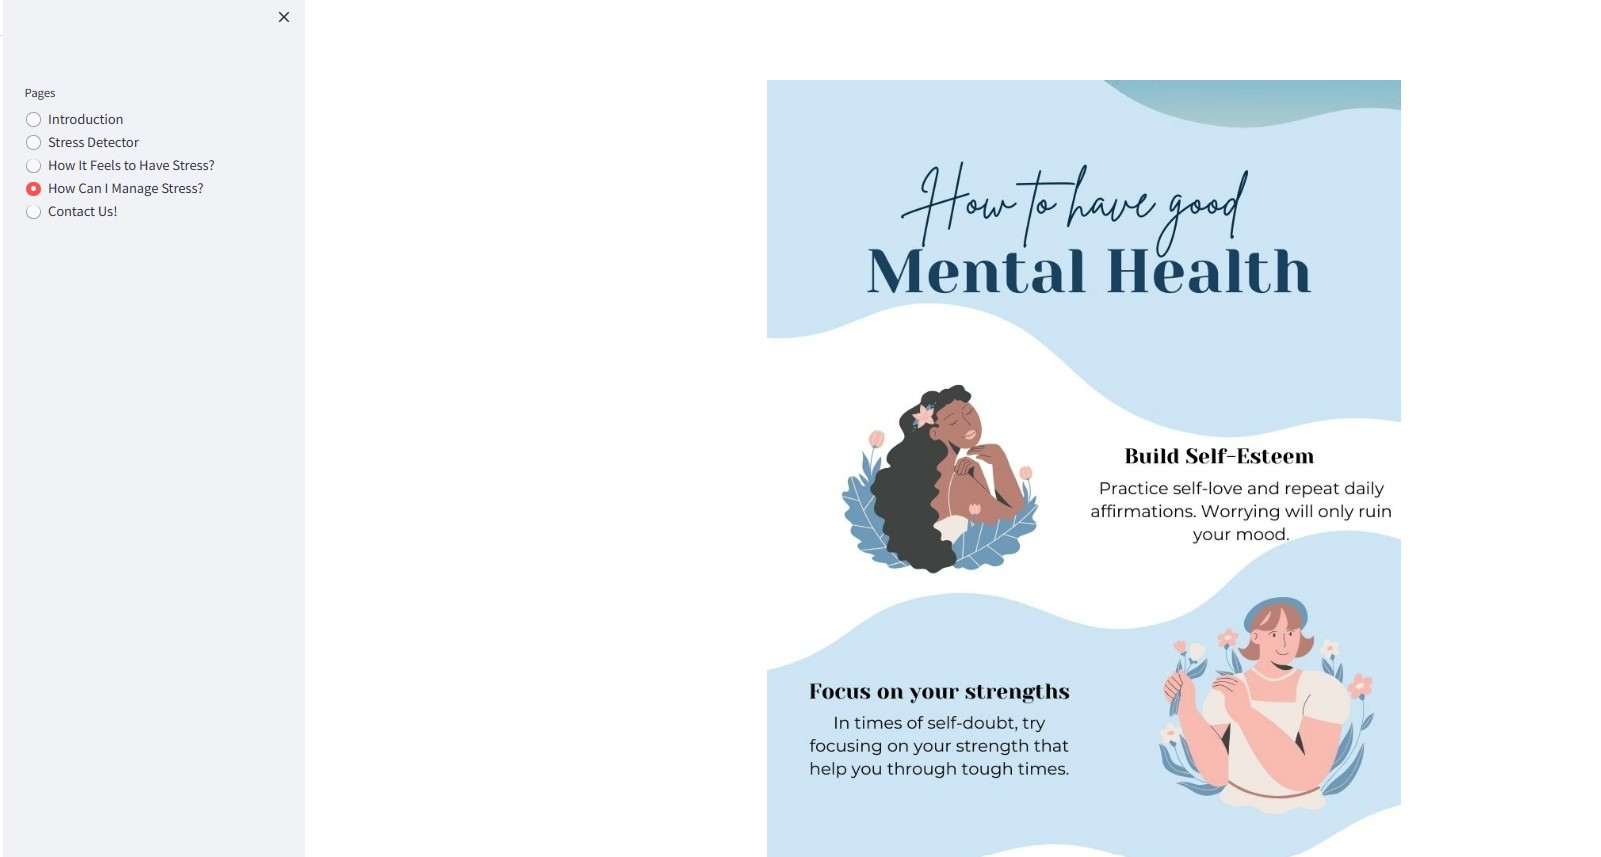 Pages
Introduction
Stress Detector
How It Feels to Have Stress?
How Can I Manage Stress?
Contact Us!
How to have good
Mental Health
Build Self-Esteem
Practice self-love and repeat daily
affirmations. Worrying will only ruin
your mood.
Focus on your strengths
In times of self-doubt, try
focusing on your strength that
help you through tough times.